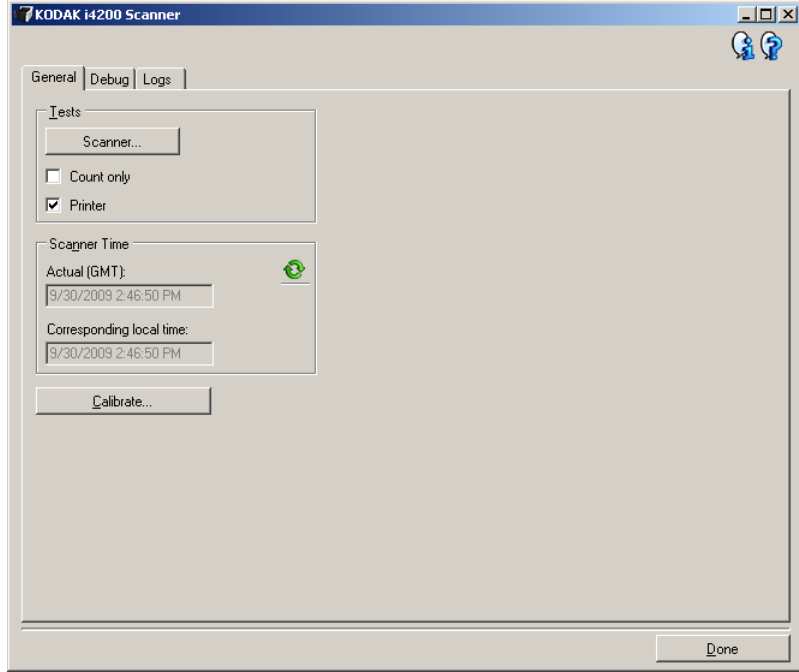 KODAK i4200 Scanner
General Debug Logs
Tests
Scanner...
Count only
Printer
Scanner Time
Actual (GMT):
9/30/2009 2:46:50 PM
Corresponding local time:
9/30/2009 2:46:50 PM
Calibrate...
Done